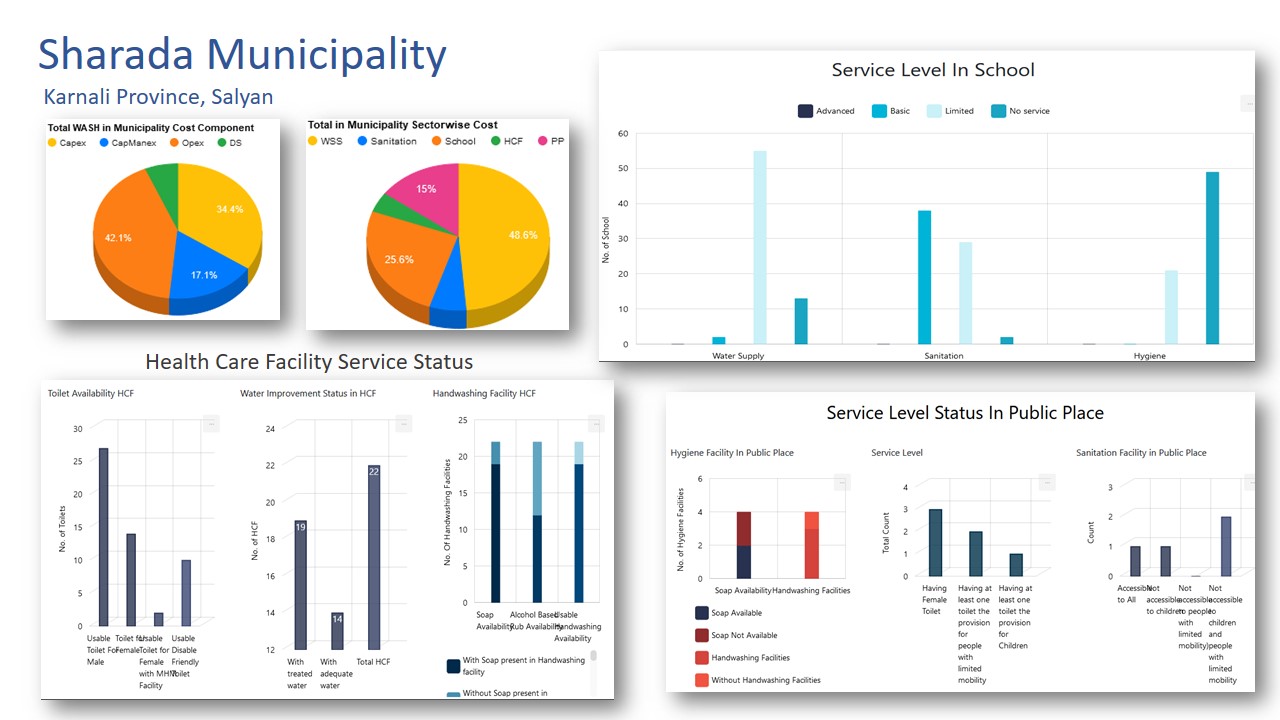 Sharada Municipality
Karnali Province, Salyan
Total WASH in Municipality Cost Component
Capex CapManex Opex DS
34.4%
42.1%
17.1%
Total in Municipality Sectorwise Cost
WSS Sanitation School HCF PP
15%
48.6%
25.6%
Service Level In School
Advanced Basic Limited No service
No. of School
60
50
40
30
20
10
0
Water Supply Sanitation Hygiene
Health Care Facility Service Status
Toilet Availability HCF
No. of Toilets
30
25
20
15
10
5
0
Usable Toilet For Male
Toilet for Female
Usable Toilet for Female with MHM Facility
Usable Disable Friendly Toilet
Water Improvement Status in HCF
No. of HCF
24
22
20
18
16
14
12
19
14
22
With treated water
With adequate water
Total HCF
Handwashing Facility HCF
No. Of Handwashing Facilities
25
20
15
10
5
0
Soap Availability
Alcohol Based Rub Availability
Usable Handwashing Availability
With Soap present in Handwashing facility
Without Soap present in
Service Level Status In Public Place
Hygiene Facility In Public Place
No. of Hygiene Facilities
6
4
2
0
Soap Availability Handwashing Facilities
Soap Available
Soap Not Available
Handwashing Facilities
Without Handwashing Facilities
Service Level
Total Count
4
3
2
1
0
Having Female Toilet
Having at least one toilet the provision for people with limited mobility
Having at least one toilet the provision for Children
Sanitation Facility in Public Place
Count
3
2
1
0
Accessible to All
Not accessible to children
Not accessible to people with limited mobility
Not accessible to children and people with limited mobility